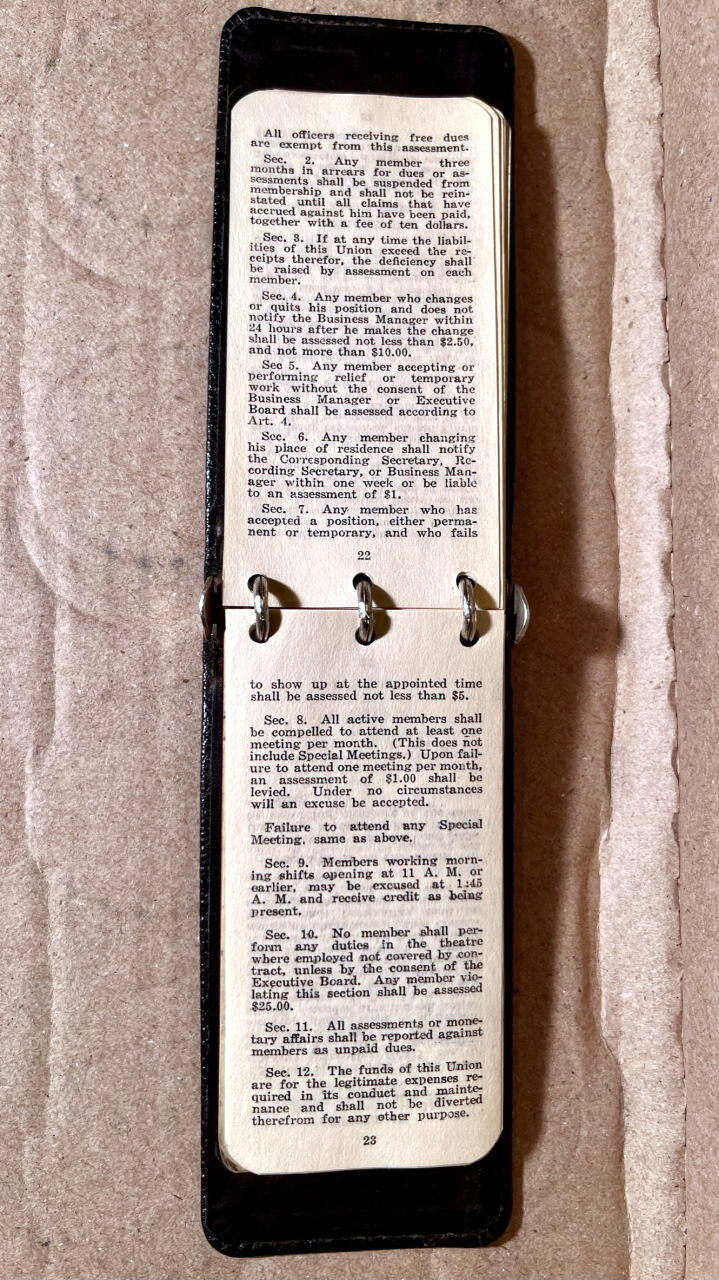 All officers receiving free dues
are exempt from this assessment.
Sec. 2. Any member three
months in arrears for dues or as-
sessments shall be suspended from
membership and shall not be rein-
stated until all claims that have
accrued against him have been paid,
together with a fee of ten dollars.
Sec. 3. If at any time the liabil-
ities of this Union exceed the re-
ceipts therefor, the deficiency shall
be raised by assessment on each
member.
Sec. 4. Any member who changes
or quits his position and does not
notify the Business Manager within
24 hours after he makes the change
shall be assessed not less than $2.50,
and not more than $10.00.
Sec 5. Any member accepting or
performing relief or temporary
work without the consent of the
Business Manager or Executive
Board shall be assessed according to
Art. 4.
Sec. 6. Any member changing
his place of residence shall notify
the Corresponding Secretary, Re-
cording Secretary, or Business Man-
ager within one week or be liable
to an assessment of $1.
Sec. 7. Any member who has
accepted a position, either perma-
nent or temporary, and who fails
22
to show up at the appointed time
shall be assessed not less than $5.
Sec. 8. All active members shall
be compelled to attend at least one
meeting per month. (This does not
include Special Meetings.) Upon fail-
ure to attend one meeting per month,
an assessment of $1.00 shall be
levied. Under no circumstances
will an excuse be accepted.
Failure to attend any Special
Meeting, same as above.
Sec. 9. Members working morn-
ing shifts opening at 11 A. M. or
earlier, may be excused at 1:45
A. M. and receive credit as being
present.
Sec. 10. No member shall per-
form any duties in the theatre
where employed not covered by con-
tract, unless by the consent of the
Executive Board. Any member vio-
lating this section shall be assessed
$25.00.
Sec. 11. All assessments or mone-
tary affairs shall be reported against
members as unpaid dues.
Sec. 12. The funds of this Union
are for the legitimate expenses re-
quired in its conduct and mainte-
nance and shall not be diverted
therefrom for any other purpose.
23